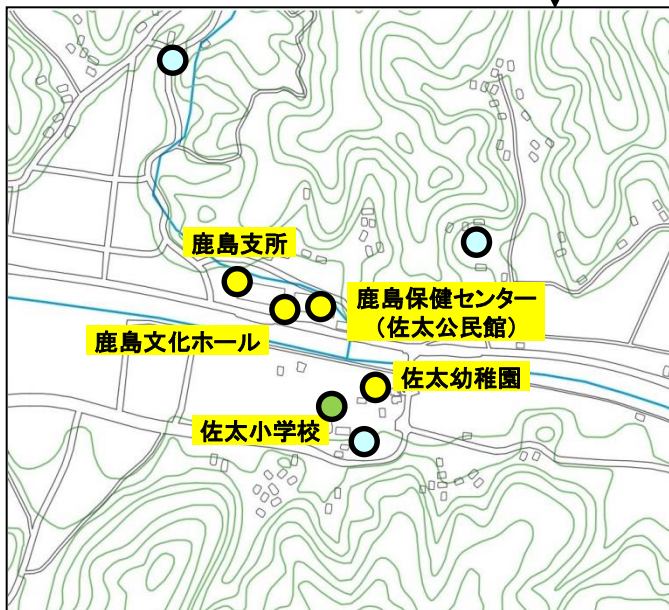 鹿島支所
鹿島保健センター
（佐太公民館）
鹿島文化ホール
佐太幼稚園
佐太小学校